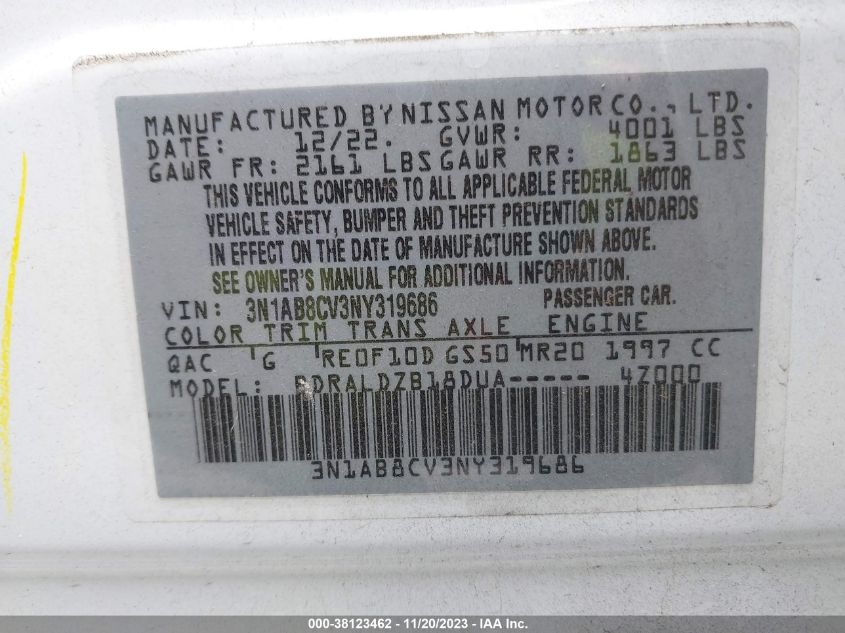 MANUFACTURED BY NISSAN MOTOR CO., LTD.
DATE: 12/22. GVWR: 4001 LBS
GAWR FR: 2161 LBS GAWR RR: 1863 LBS
THIS VEHICLE CONFORMS TO ALL APPLICABLE FEDERAL MOTOR
VEHICLE SAFETY, BUMPER AND THEFT PREVENTION STANDARDS
IN EFFECT ON THE DATE OF MANUFACTURE SHOWN ABOVE.
SEE OWNER'S MANUAL FOR ADDITIONAL INFORMATION.
VIN: 3N1AB8CV3NY319686 PASSENGER CAR.
COLOR TRIM TRANS AXLE ENGINE
QAC G RE0F10D GS50 MR20 1997 CC
MODEL: BDRALDZB18DUA----- 4Z000
3N1AB8CV3NY319686
000-38123462 - 11/20/2023 - IAA Inc.